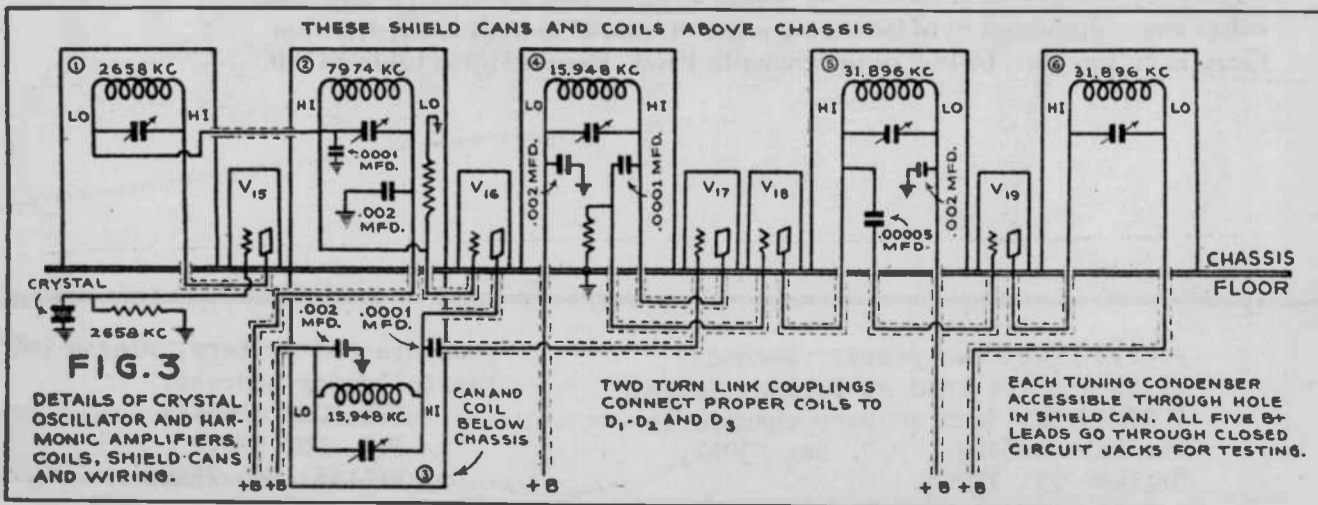 THESE SHIELD CANS AND COILS ABOVE CHASSIS
1
2658 KC
LO
HI
V15
2
7974 KC
HI
LO
.0001 MFD.
.002 MFD.
V16
4
15,948 KC
LO
HI
.002 MFD.
.0001 MFD.
V17
V18
5
31,896 KC
HI
LO
.00005 MFD.
.002 MFD.
V19
6
31,896 KC
HI
LO
CHASSIS
FLOOR
CRYSTAL
2658 KC
FIG. 3
DETAILS OF CRYSTAL
OSCILLATOR AND HAR-
MONIC AMPLIFIERS,
COILS, SHIELD CANS
AND WIRING.
.002 MFD.
.0001 MFD.
LO
HI
15,948 KC
3
CAN AND
COIL
BELOW
CHASSIS
+B +B
TWO TURN LINK COUPLINGS
CONNECT PROPER COILS TO
D1-D2 AND D3
+B
+B +B
EACH TUNING CONDENSER
ACCESSIBLE THROUGH HOLE
IN SHIELD CAN. ALL FIVE B+
LEADS GO THROUGH CLOSED
CIRCUIT JACKS FOR TESTING.